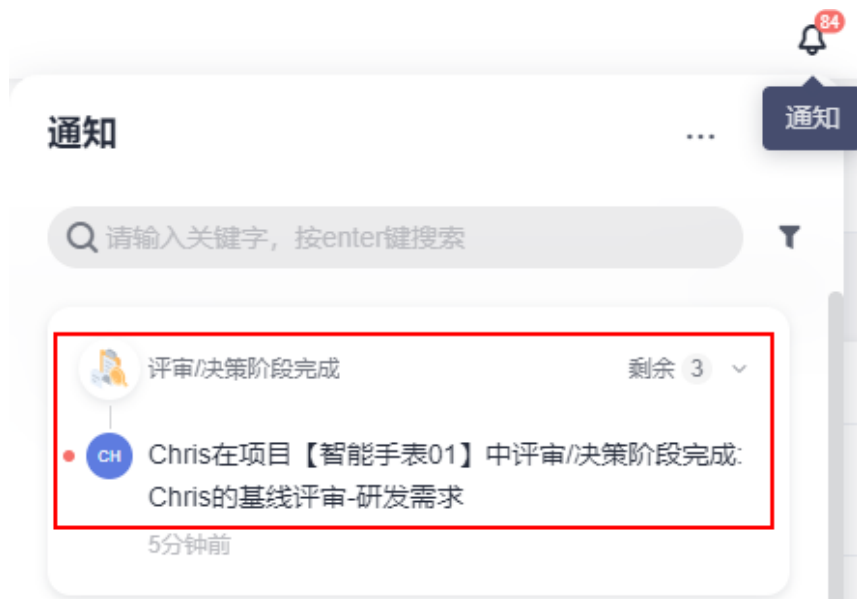 84
通知
通知
...
请输入关键字，按enter键搜索
评审/决策阶段完成 剩余 3
CH Chris在项目【智能手表01】中评审/决策阶段完成:
Chris的基线评审-研发需求
5分钟前